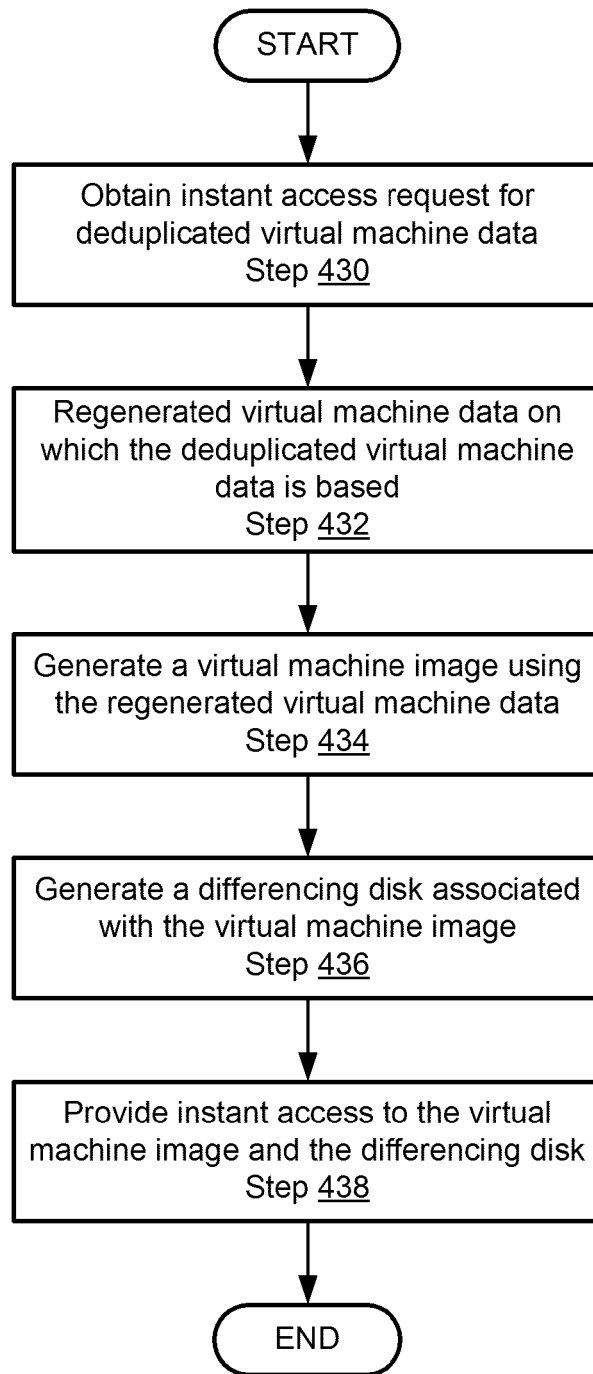 START
Obtain instant access request for
deduplicated virtual machine data
Step 430
Regenerated virtual machine data on
which the deduplicated virtual machine
data is based
Step 432
Generate a virtual machine image using
the regenerated virtual machine data
Step 434
Generate a differencing disk associated
with the virtual machine image
Step 436
Provide instant access to the virtual
machine image and the differencing disk
Step 438
END